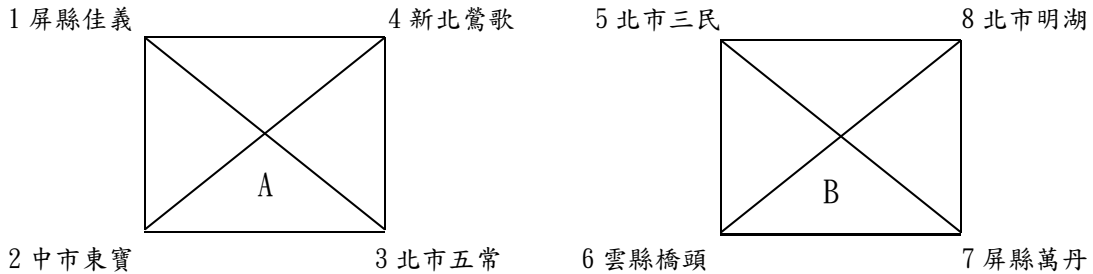 1 屏縣佳義
4 新北鶯歌
5 北市三民
8 北市明湖
A
B
2 中市東寶
3 北市五常
6 雲縣橋頭
7 屏縣萬丹